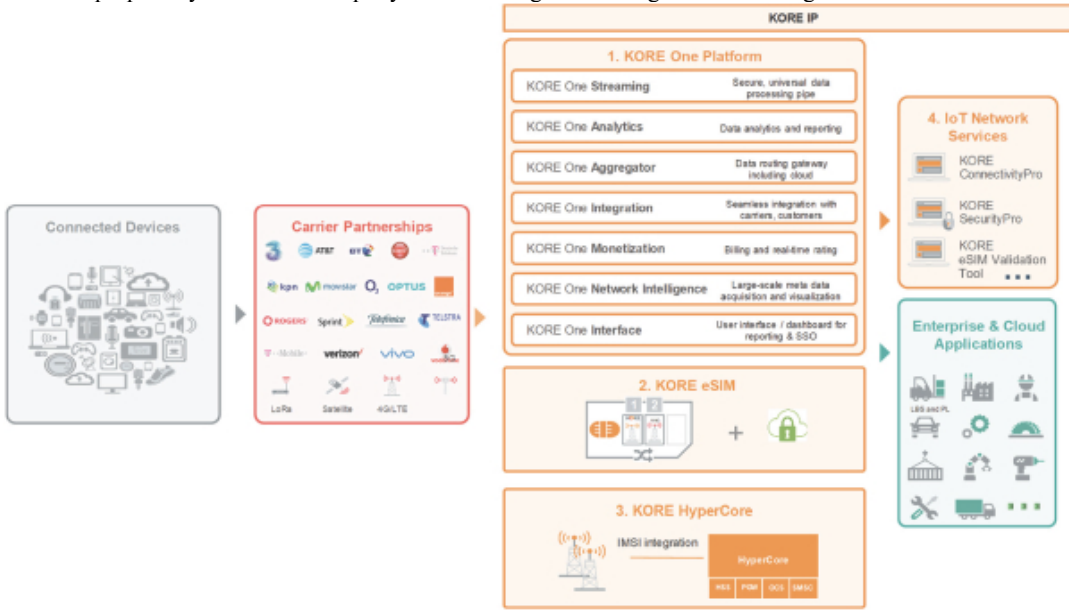 KORE IP
Connected Devices
Carrier Partnerships
3
AT&T
kpn
movistar
O2
OPTUS
ROGERS
Sprint
Telefonica
TELSTRA
T-Mobile
verizon
vivo
LoRa
Satellite
4G/LTE
1. KORE One Platform
KORE One Streaming
Secure, universal data
processing pipe
KORE One Analytics
Data analytics and reporting
KORE One Aggregator
Data routing gateway
including cloud
KORE One Integration
Seamless integration with
carriers, customers
KORE One Monetization
Billing and real-time rating
KORE One Network Intelligence
Large-scale meta data
acquisition and visualization
KORE One Interface
User interface / dashboard for
reporting & SSO
2. KORE eSIM
1
2
+
3. KORE HyperCore
IMSI integration
HyperCore
HSS
PGW
OCS
SMSC
4. IoT Network
Services
KORE
ConnectivityPro
KORE
SecurityPro
KORE
eSIM Validation
Tool
Enterprise & Cloud
Applications
LBS and PL